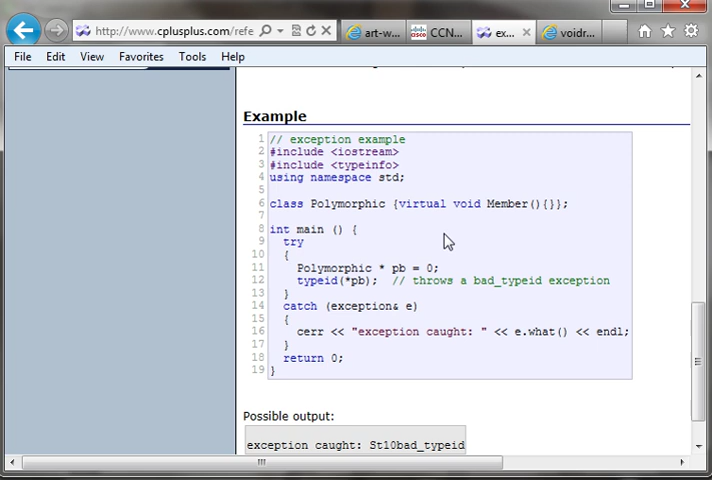 http://www.cplusplus.com/refe
art-w...
CCN...
ex...
voidr...
File Edit View Favorites Tools Help
Example
1 // exception example
2 #include <iostream>
3 #include <typeinfo>
4 using namespace std;
5
6 class Polymorphic {virtual void Member(){}};
7
8 int main () {
9 try
10 {
11 Polymorphic * pb = 0;
12 typeid(*pb);  // throws a bad_typeid exception
13 }
14 catch (exception& e)
15 {
16 cerr << "exception caught: " << e.what() << endl;
17 }
18 return 0;
19 }
Possible output:
exception caught: St10bad_typeid